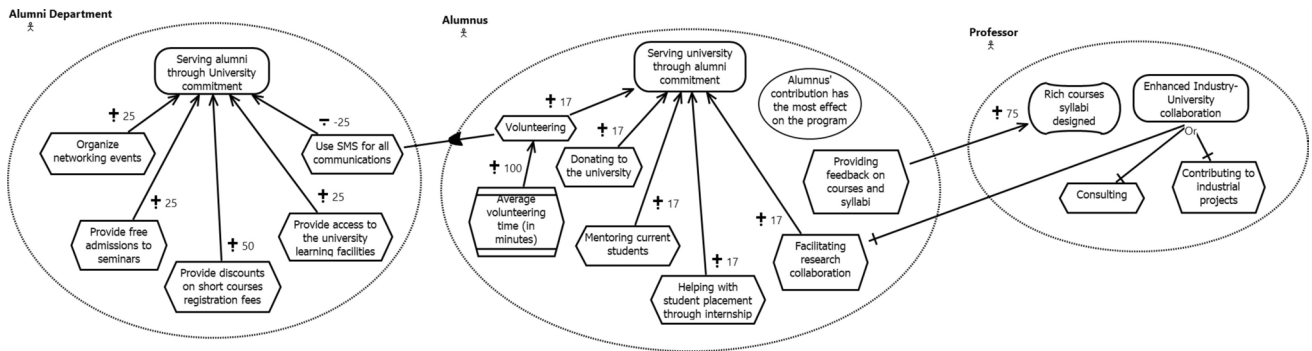 Alumni Department
Serving alumni
through University
commitment
25
-25
Organize
networking events
Use SMS for all
communications
25
25
Provide free
admissions to
seminars
50
Provide access to
the university
learning facilities
Provide discounts
on short courses
registration fees
Alumnus
Serving university
through alumni
commitment
Alumnus'
contribution has
the most effect
on the program
17
Volunteering
17
100
Donating to
the university
Average
volunteering
time (in
minutes)
17
Mentoring current
students
17
Helping with
student placement
through internship
17
Facilitating
research
collaboration
Providing
feedback on
courses and
syllabi
Professor
75
Rich courses
syllabi
designed
Enhanced Industry-
University
collaboration
Or
Consulting
Contributing to
industrial
projects